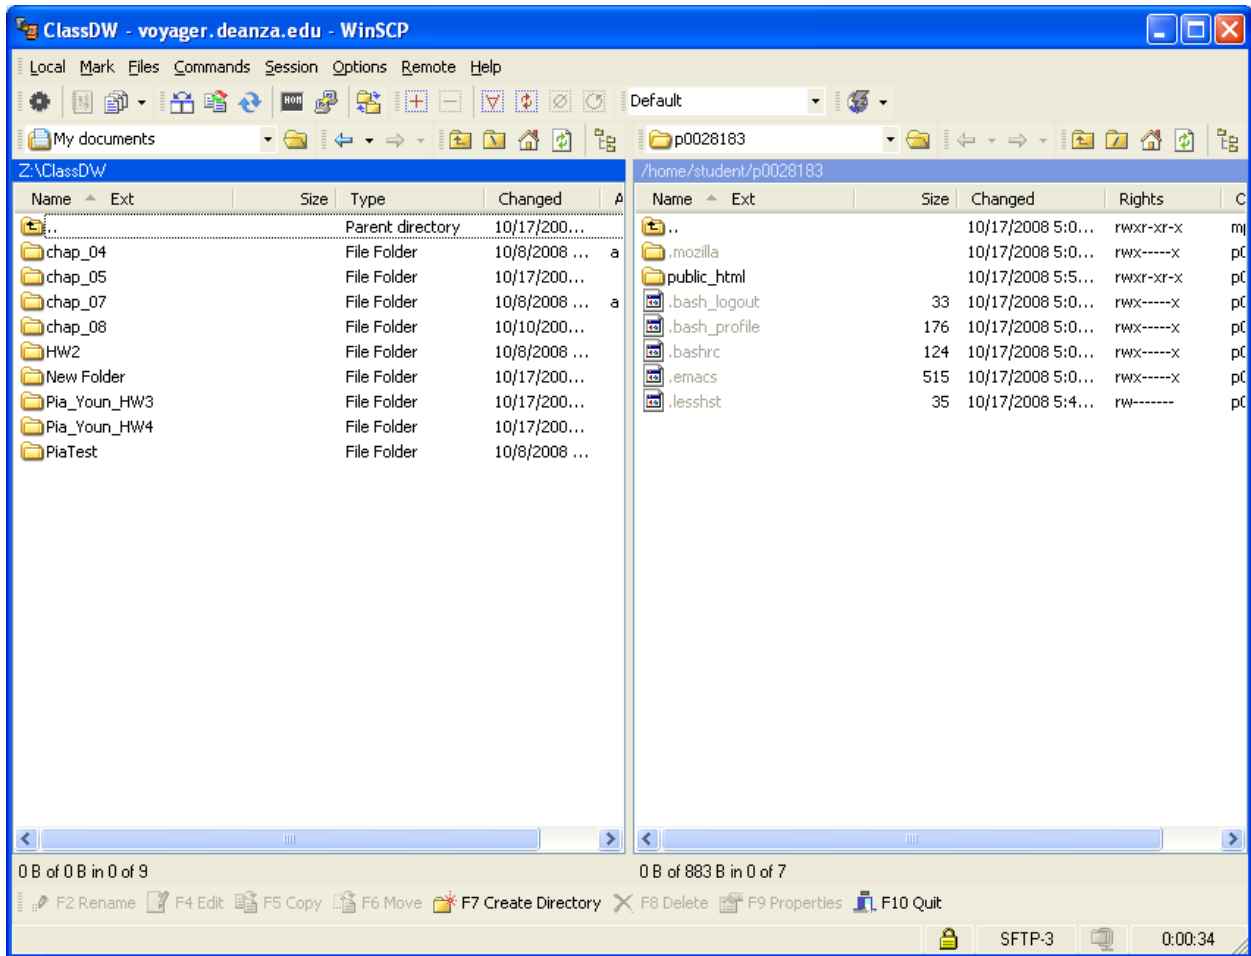 ClassDW - voyager.deanza.edu - WinSCP
Local Mark Files Commands Session Options Remote Help
Default
My documents
p0028183
Z:\ClassDW
/home/student/p0028183
Name Ext Size Type Changed A
Name Ext Size Changed Rights
.. Parent directory 10/17/200...
chap_04 File Folder 10/8/2008 ... a
chap_05 File Folder 10/17/200...
chap_07 File Folder 10/8/2008 ... a
chap_08 File Folder 10/10/200...
HW2 File Folder 10/8/2008 ...
New Folder File Folder 10/17/200...
Pia_Youn_HW3 File Folder 10/17/200...
Pia_Youn_HW4 File Folder 10/17/200...
PiaTest File Folder 10/8/2008 ...
.. 10/17/2008 5:0... rwxr-xr-x
.mozilla 10/17/2008 5:0... rwx-----x
public_html 10/17/2008 5:5... rwxr-xr-x
.bash_logout 33 10/17/2008 5:0... rwx-----x
.bash_profile 176 10/17/2008 5:0... rwx-----x
.bashrc 124 10/17/2008 5:0... rwx-----x
.emacs 515 10/17/2008 5:0... rwx-----x
.lesshst 35 10/17/2008 5:4... rw-------
0 B of 0 B in 0 of 9
0 B of 883 B in 0 of 7
F2 Rename F4 Edit F5 Copy F6 Move F7 Create Directory F8 Delete F9 Properties F10 Quit
SFTP-3 0:00:34